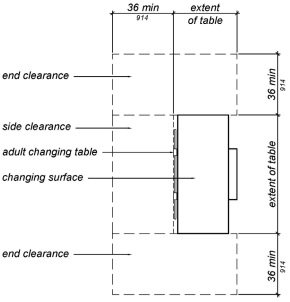 36 min
914
extent
of table
end clearance
36 min
914
side clearance
adult changing table
changing surface
extent of table
end clearance
36 min
914